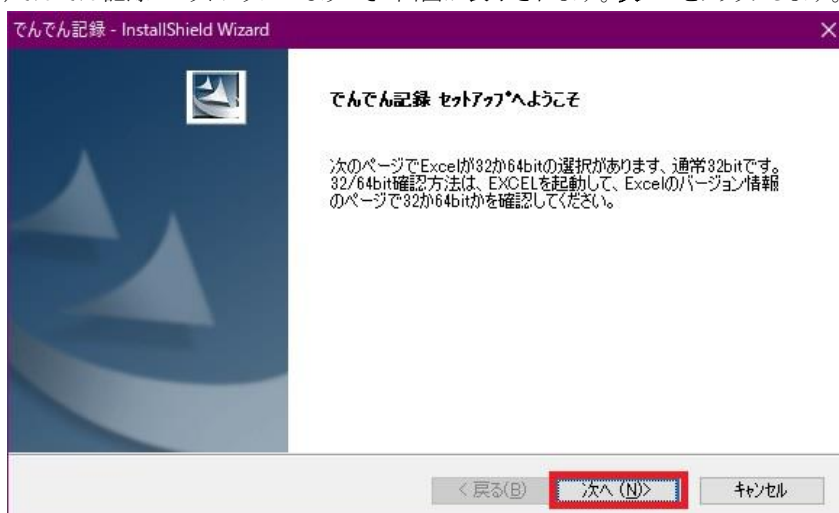 でんでん記録 - InstallShield Wizard
でんでん記録 セットアップへようこそ
次のページでExcelが32か64bitの選択があります、通常32bitです。
32/64bit確認方法は、EXCELを起動して、Excelのバージョン情報
のページで32か64bitかを確認してください。
< 戻る(B)
次へ (N)>
キャンセル